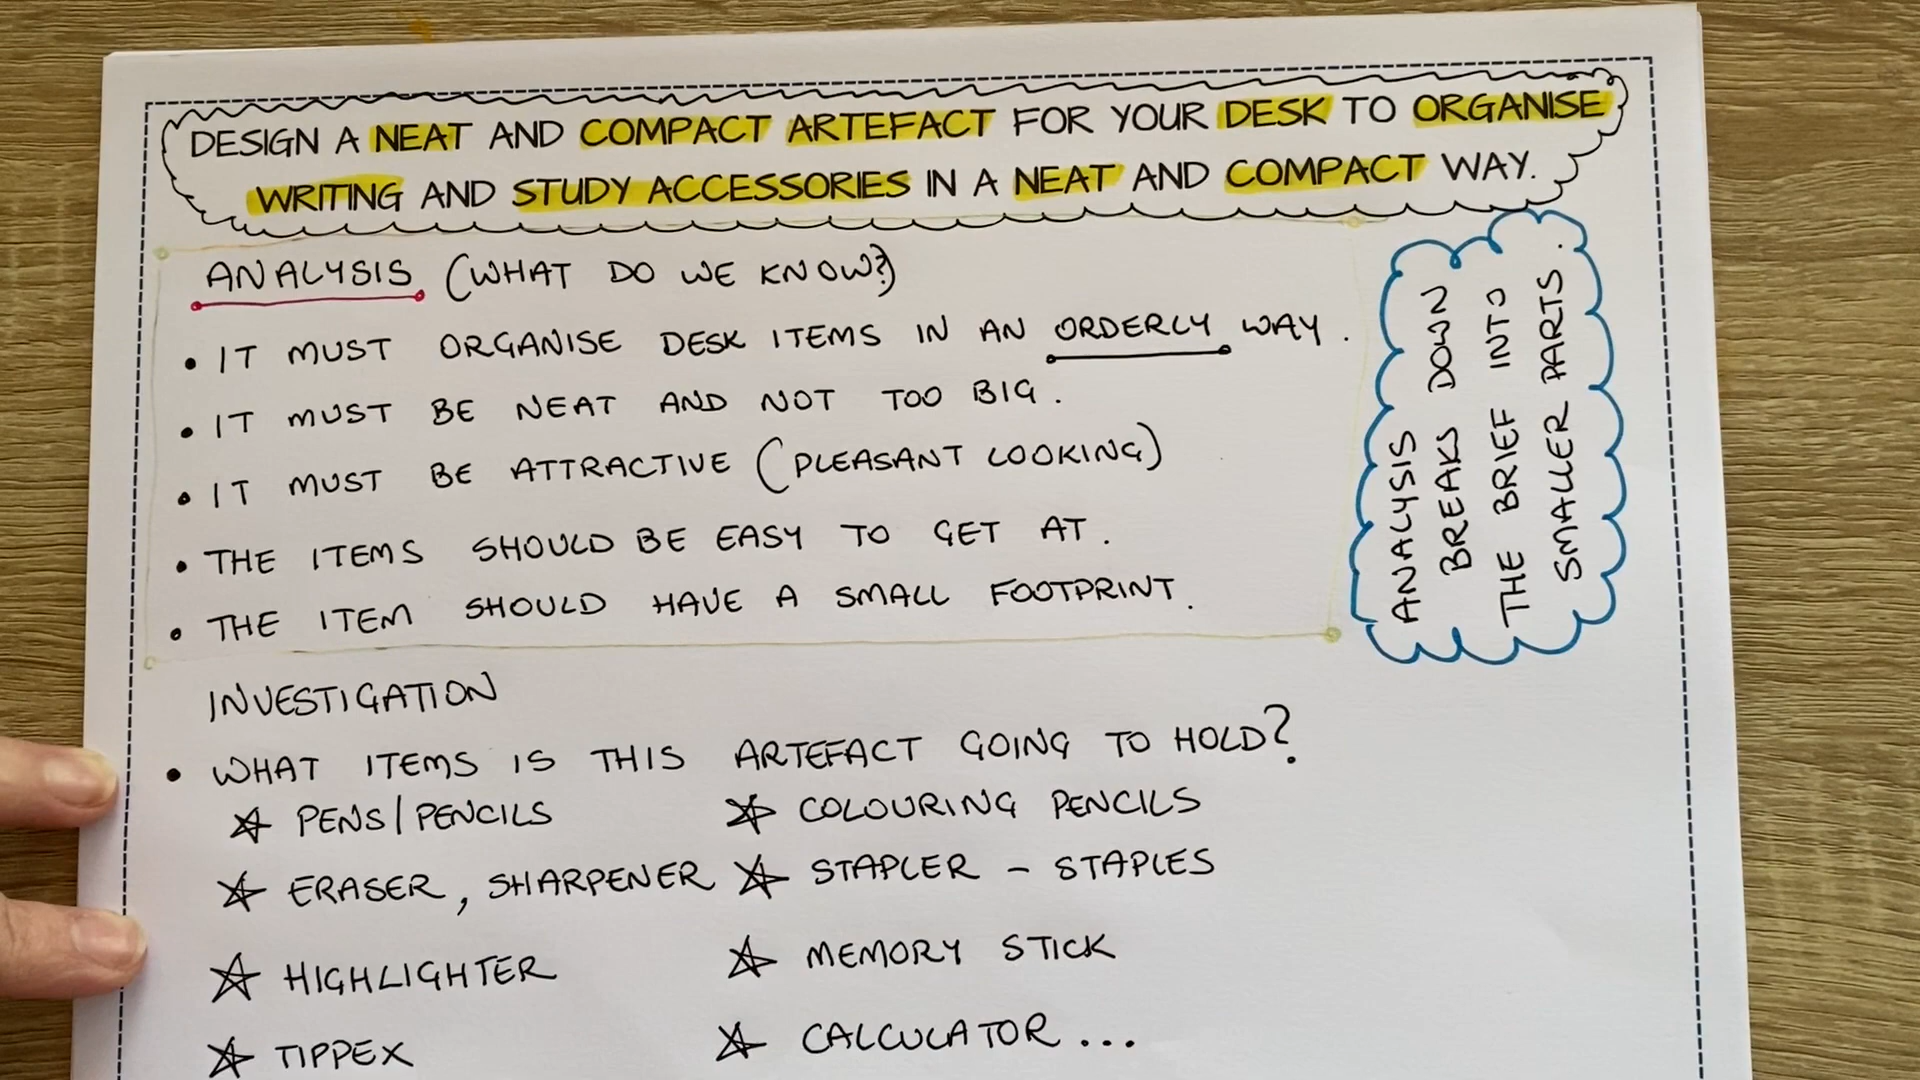 DESIGN A NEAT AND COMPACT ARTEFACT FOR YOUR DESK TO ORGANISE
WRITING AND STUDY ACCESSORIES IN A NEAT AND COMPACT WAY.
ANALYSIS (WHAT DO WE KNOW?)
• IT MUST ORGANISE DESK ITEMS IN AN ORDERLY WAY.
• IT MUST BE NEAT AND NOT TOO BIG.
• IT MUST BE ATTRACTIVE (PLEASANT LOOKING)
• THE ITEMS SHOULD BE EASY TO GET AT.
• THE ITEM SHOULD HAVE A SMALL FOOTPRINT.
ANALYSIS
BREAKS DOWN
THE BRIEF INTO
SMALLER PARTS.
INVESTIGATION
• WHAT ITEMS IS THIS ARTEFACT GOING TO HOLD?
☆ PENS/PENCILS ☆ COLOURING PENCILS
☆ ERASER, SHARPENER ☆ STAPLER - STAPLES
☆ HIGHLIGHTER ☆ MEMORY STICK
☆ TIPPEX ☆ CALCULATOR...